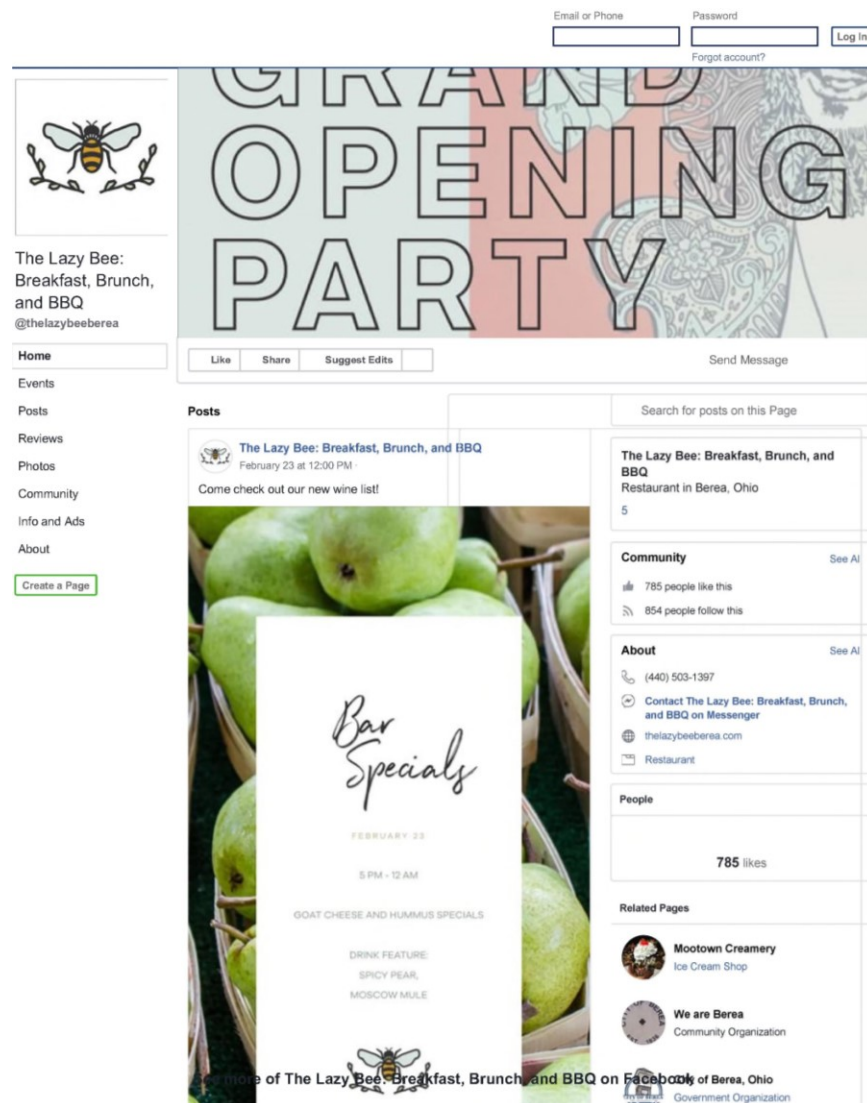 Email or Phone
Password
Log In
Forgot account?
GRAND
OPENING
PARTY
The Lazy Bee:
Breakfast, Brunch,
and BBQ
@thelazybeeberea
Home
Events
Posts
Reviews
Photos
Community
Info and Ads
About
Create a Page
Like
Share
Suggest Edits
Send Message
Posts
The Lazy Bee: Breakfast, Brunch, and BBQ
February 23 at 12:00 PM ·
Come check out our new wine list!
Bar
Specials
FEBRUARY 23
5 PM - 12 AM
GOAT CHEESE AND HUMMUS SPECIALS
DRINK FEATURE:
SPICY PEAR,
MOSCOW MULE
See more of The Lazy Bee: Breakfast, Brunch, and BBQ on Facebook
Search for posts on this Page
The Lazy Bee: Breakfast, Brunch, and
BBQ
Restaurant in Berea, Ohio
5
Community
See Al
785 people like this
854 people follow this
About
See Al
(440) 503-1397
Contact The Lazy Bee: Breakfast, Brunch,
and BBQ on Messenger
thelazybeeberea.com
Restaurant
People
785 likes
Related Pages
Mootown Creamery
Ice Cream Shop
We are Berea
Community Organization
City of Berea, Ohio
Government Organization